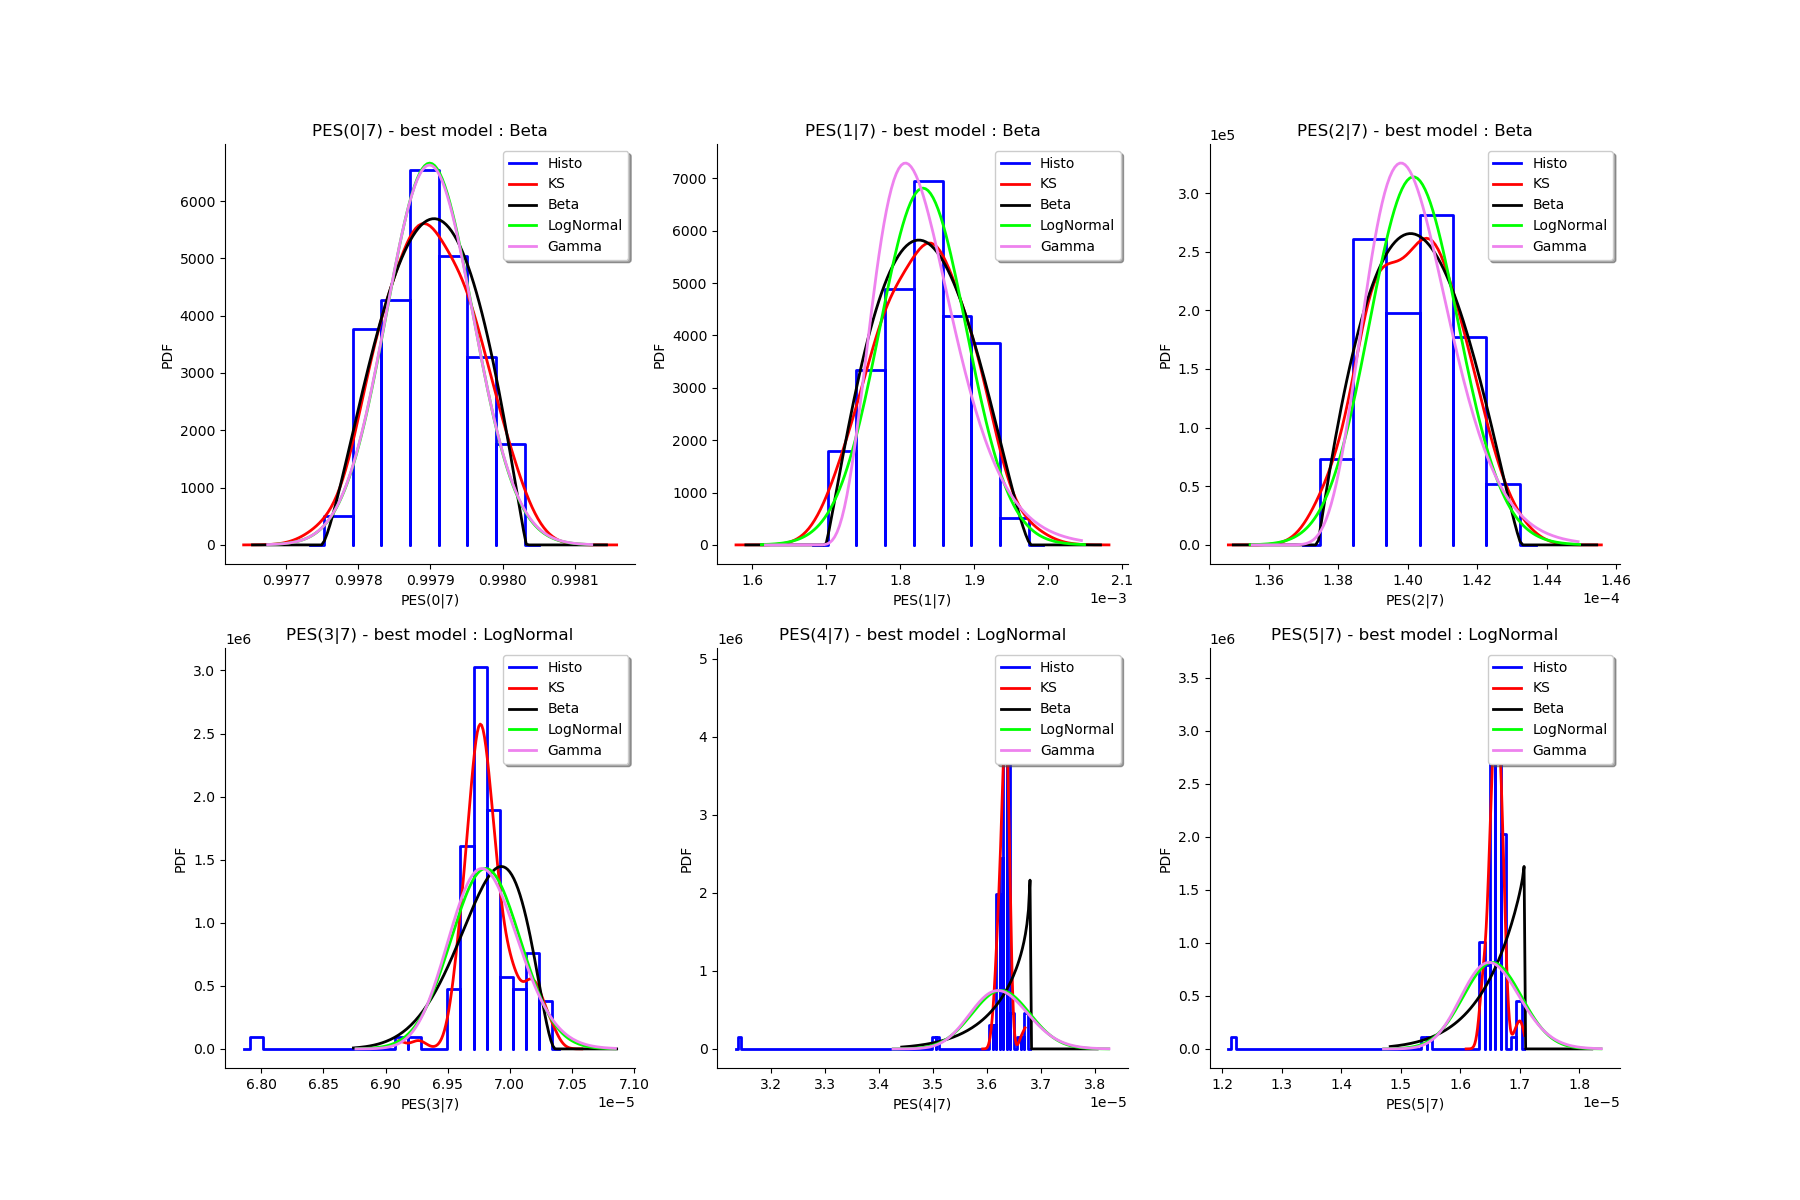 PES(0|7) - best model : Beta
Histo
KS
Beta
LogNormal
Gamma
PDF
6000
5000
4000
3000
2000
1000
0
0.9977 0.9978 0.9979 0.9980 0.9981
PES(0|7)
PES(1|7) - best model : Beta
Histo
KS
Beta
LogNormal
Gamma
PDF
7000
6000
5000
4000
3000
2000
1000
0
1.6 1.7 1.8 1.9 2.0 2.1
PES(1|7)
1e−3
PES(2|7) - best model : Beta
1e5
Histo
KS
Beta
LogNormal
Gamma
PDF
3.0
2.5
2.0
1.5
1.0
0.5
0.0
1.36 1.38 1.40 1.42 1.44 1.46
PES(2|7)
1e−4
PES(3|7) - best model : LogNormal
1e6
Histo
KS
Beta
LogNormal
Gamma
PDF
3.0
2.5
2.0
1.5
1.0
0.5
0.0
6.80 6.85 6.90 6.95 7.00 7.05 7.10
PES(3|7)
1e−5
PES(4|7) - best model : LogNormal
1e6
Histo
KS
Beta
LogNormal
Gamma
PDF
5
4
3
2
1
0
3.2 3.3 3.4 3.5 3.6 3.7 3.8
PES(4|7)
1e−5
PES(5|7) - best model : LogNormal
1e6
Histo
KS
Beta
LogNormal
Gamma
PDF
3.5
3.0
2.5
2.0
1.5
1.0
0.5
0.0
1.2 1.3 1.4 1.5 1.6 1.7 1.8
PES(5|7)
1e−5